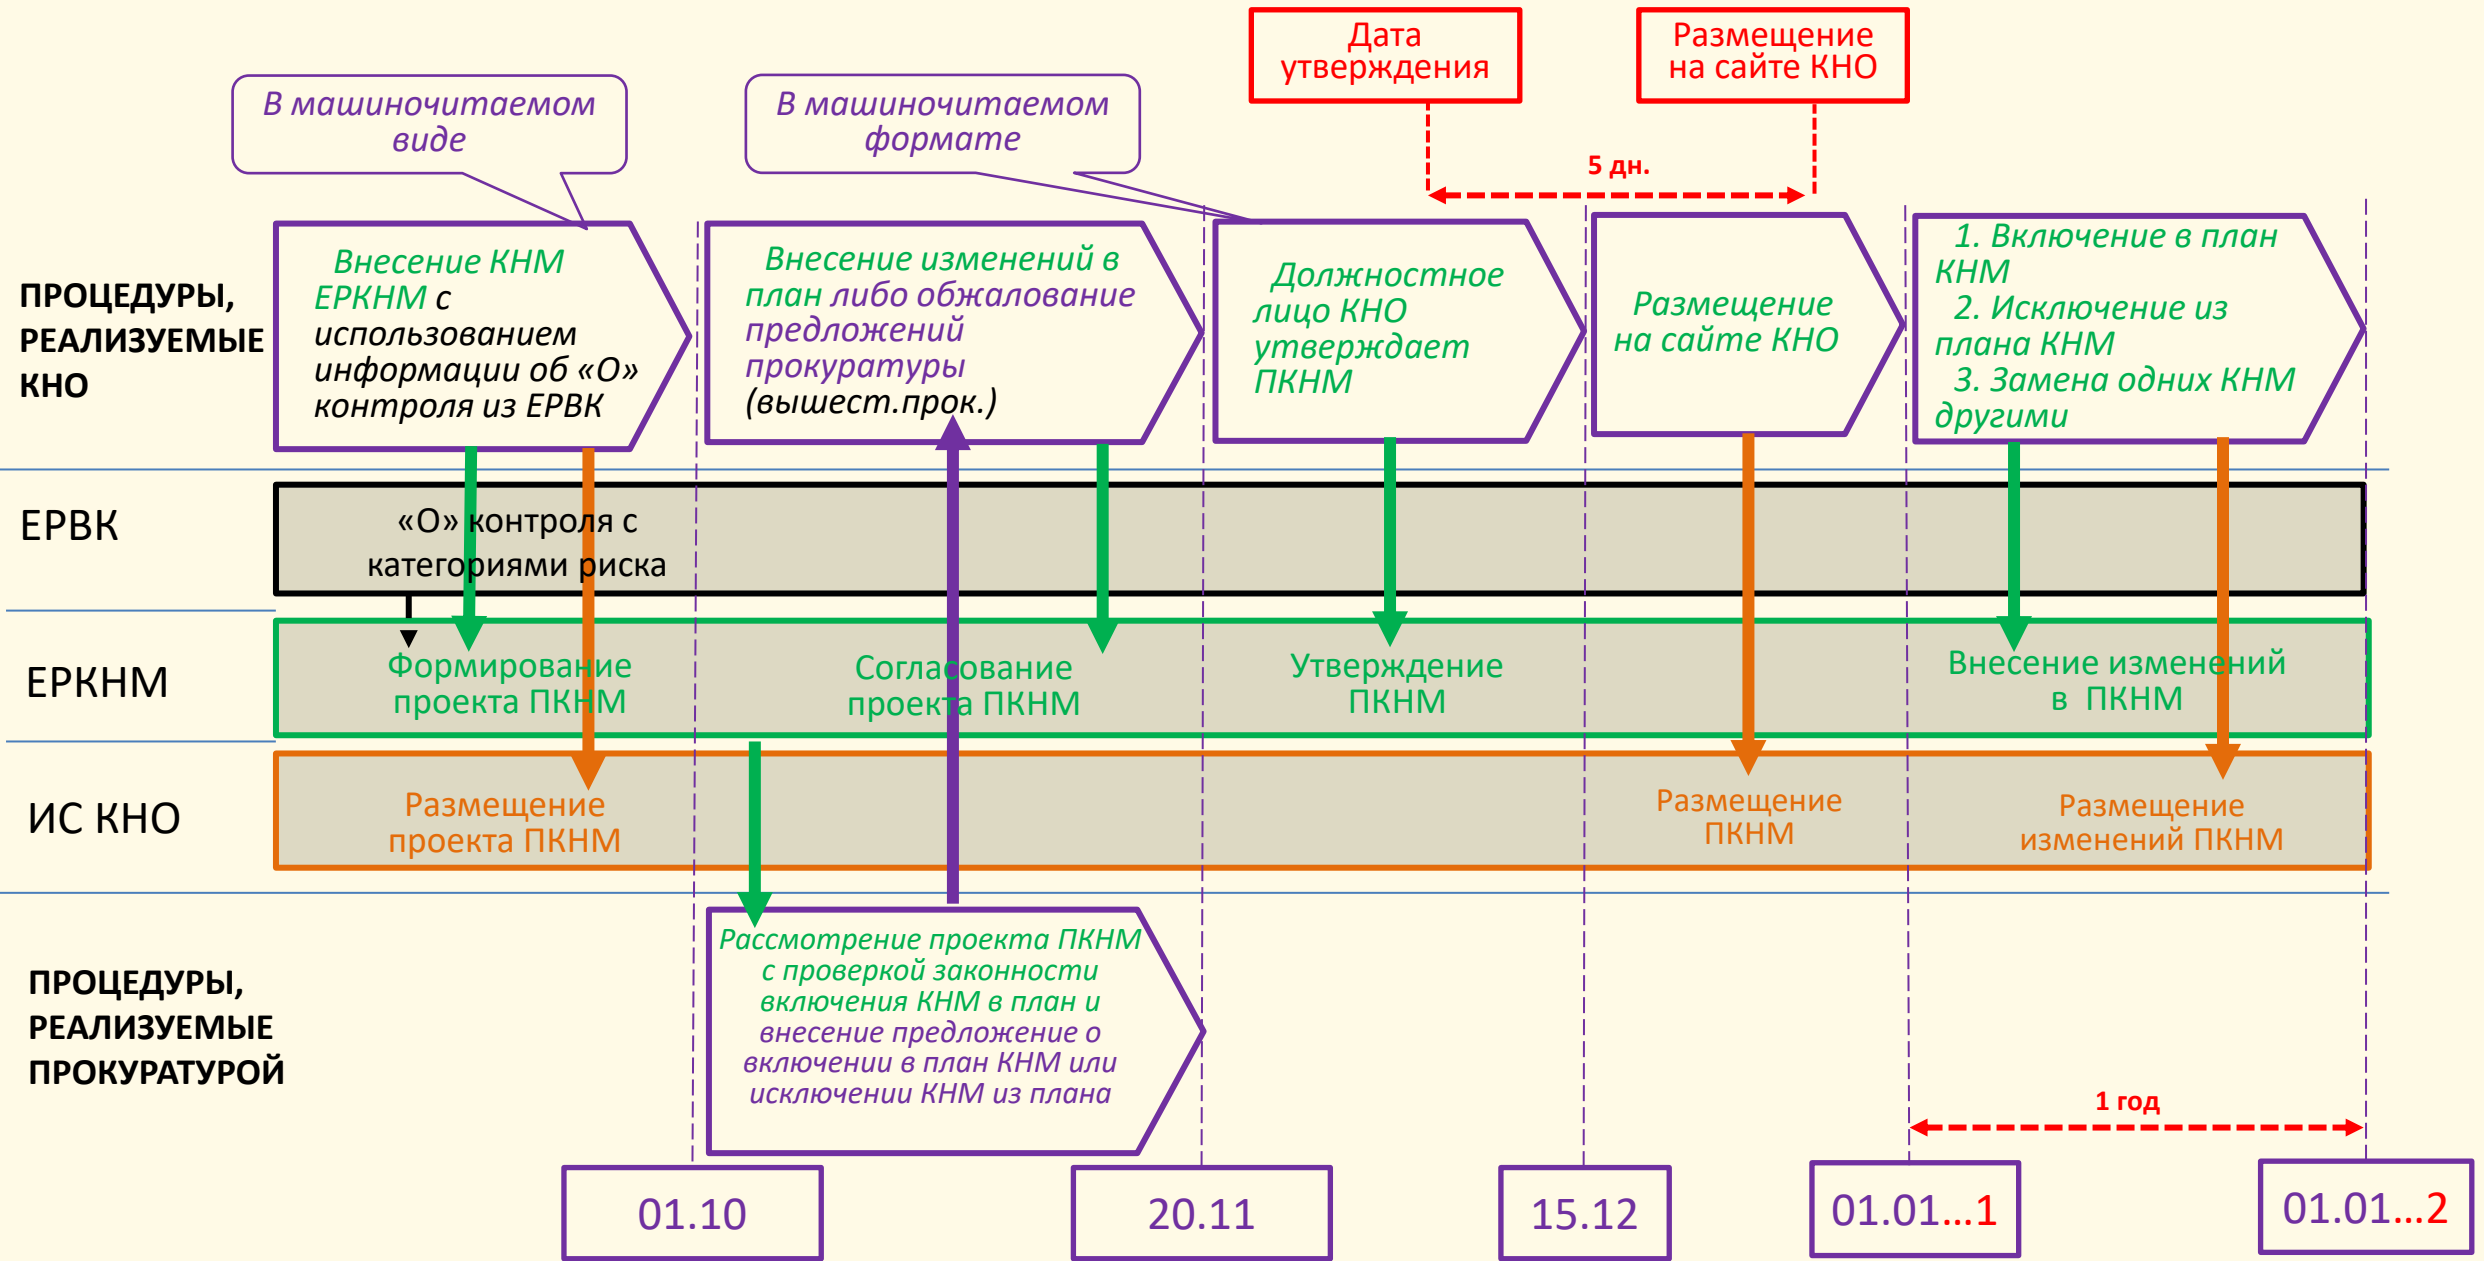 Дата
утверждения
Размещение
на сайте КНО
В машиночитаемом
виде
В машиночитаемом
формате
5 дн.
ПРОЦЕДУРЫ,
РЕАЛИЗУЕМЫЕ
КНО
Внесение КНМ
ЕРКНМ с
использованием
информации об «О»
контроля из ЕРВК
Внесение изменений в
план либо обжалование
предложений
прокуратуры
(вышест.прок.)
Должностное
лицо КНО
утверждает
ПКНМ
Размещение
на сайте КНО
1. Включение в план
КНМ
2. Исключение из
плана КНМ
3. Замена одних КНМ
другими
ЕРВК
«О» контроля с
категориями риска
ЕРКНМ
Формирование
проекта ПКНМ
Согласование
проекта ПКНМ
Утверждение
ПКНМ
Внесение изменений
в ПКНМ
ИС КНО
Размещение
проекта ПКНМ
Размещение
ПКНМ
Размещение
изменений ПКНМ
ПРОЦЕДУРЫ,
РЕАЛИЗУЕМЫЕ
ПРОКУРАТУРОЙ
Рассмотрение проекта ПКНМ
с проверкой законности
включения КНМ в план и
внесение предложение о
включении в план КНМ или
исключении КНМ из плана
1 год
01.10
20.11
15.12
01.01...1
01.01...2